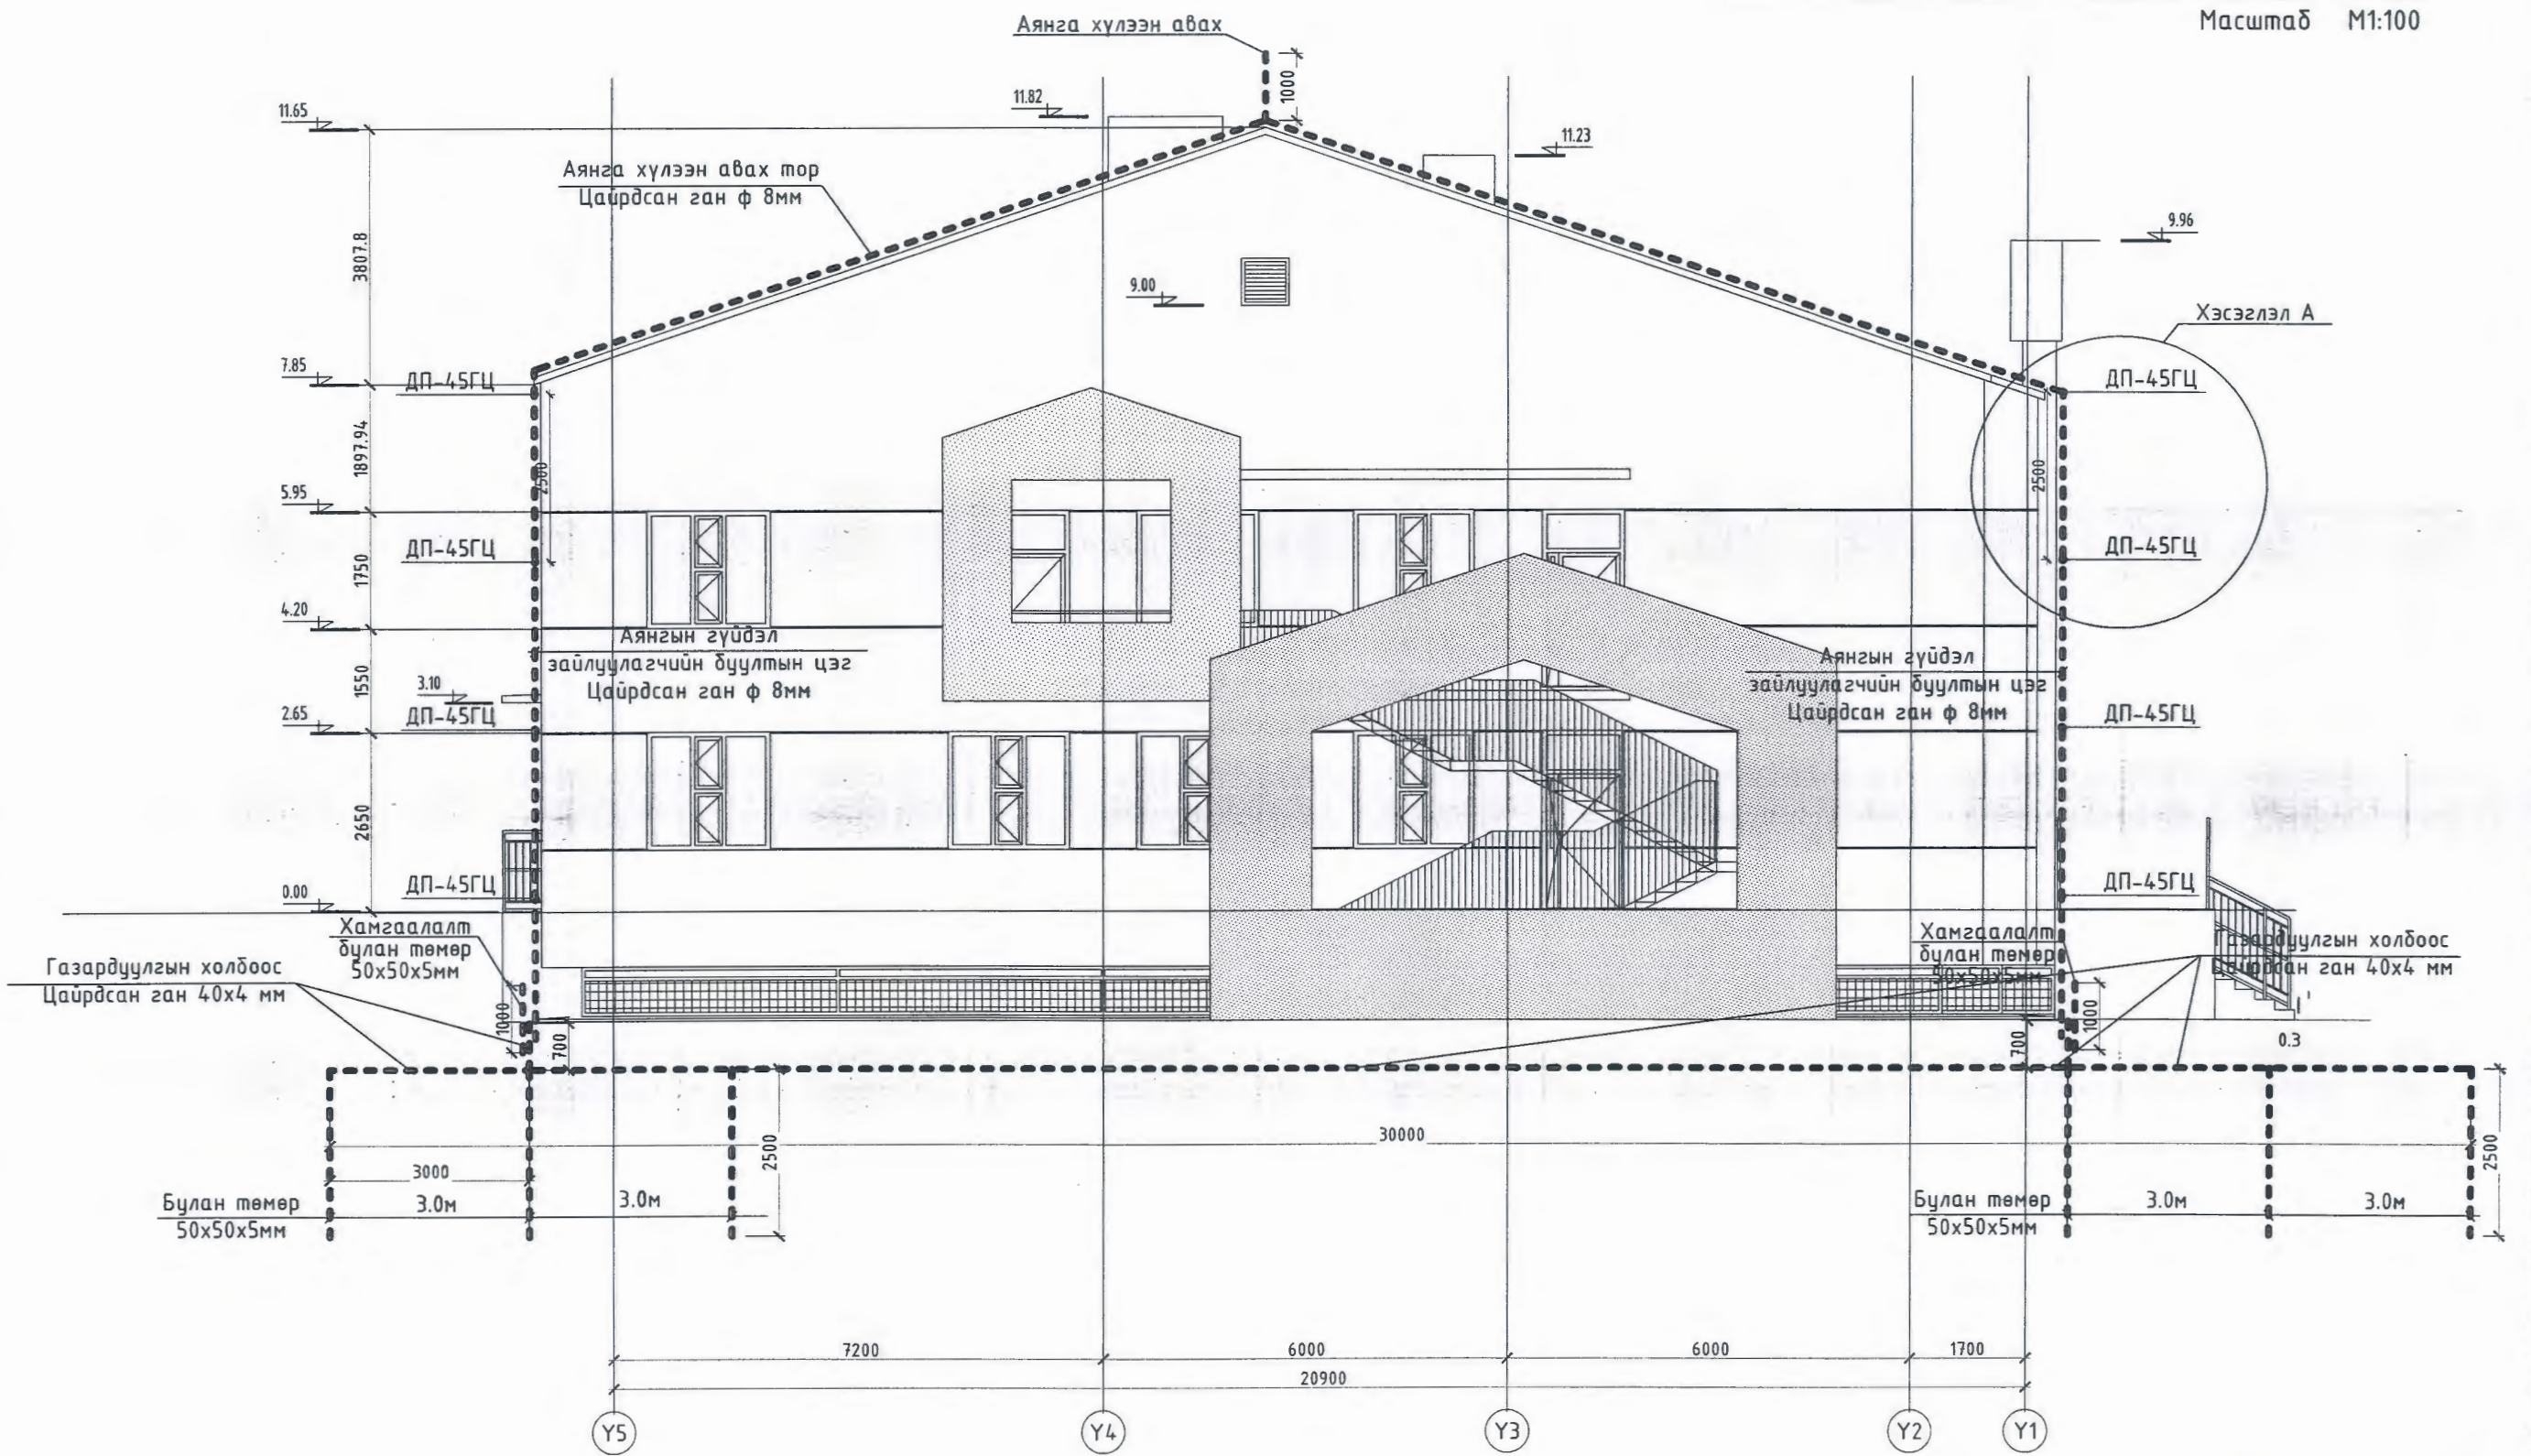 Масштаб М1:100
Аянга хүлээн авах
1000
11.65
11.82
11.23
Аянга хүлээн авах тор
Цайрдсан ган ф 8мм
9.96
3807.8
9.00
Хэсэглэл А
7.85
ДП-45ГЦ
ДП-45ГЦ
1897.94
2500
2500
5.95
ДП-45ГЦ
ДП-45ГЦ
1750
4.20
Аянгын гүйдэл
зайлуулагчийн буултын цэг
Цайрдсан ган ф 8мм
Аянгын гүйдэл
зайлуулагчийн буултын цэг
Цайрдсан ган ф 8мм
1550
3.10
2.65
ДП-45ГЦ
ДП-45ГЦ
2650
ДП-45ГЦ
ДП-45ГЦ
0.00
Хамгаалалт
булан төмөр
50х50х5мм
Хамгаалалт
булан төмөр
50х50х5мм
Газардуулгын холбоос
Цайрдсан ган 40х4 мм
Газардуулгын холбоос
Цайрдсан ган 40х4 мм
1000
700
1000
700
0.3
30000
2500
2500
3000
Булан төмөр
50х50х5мм
3.0м
3.0м
Булан төмөр
50х50х5мм
3.0м
3.0м
7200
6000
6000
1700
20900
Y5
Y4
Y3
Y2
Y1